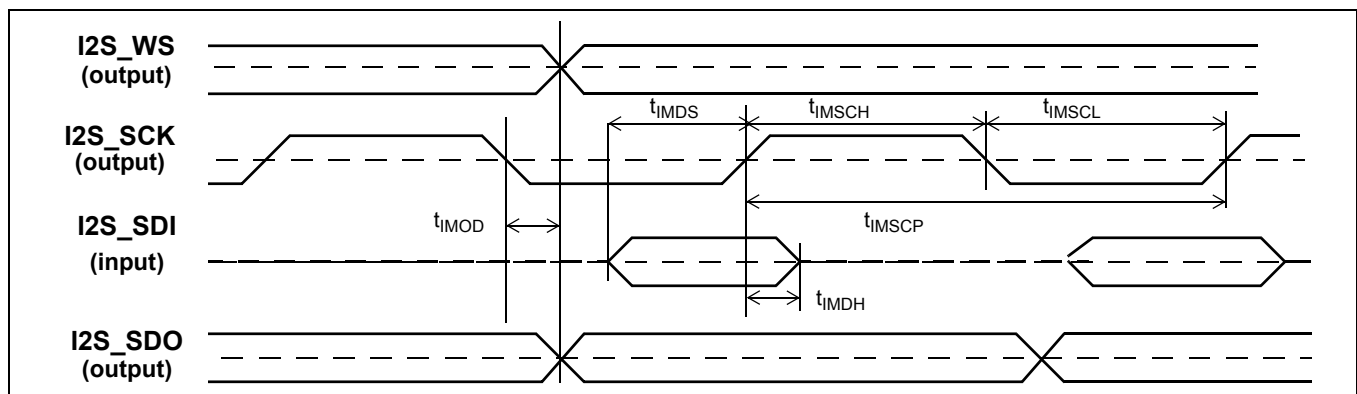 I2S_WS
(output)
tIMDS
tIMSCH
tIMSCL
I2S_SCK
(output)
I2S_SDI
(input)
tIMOD
tIMSCP
tIMDH
I2S_SDO
(output)